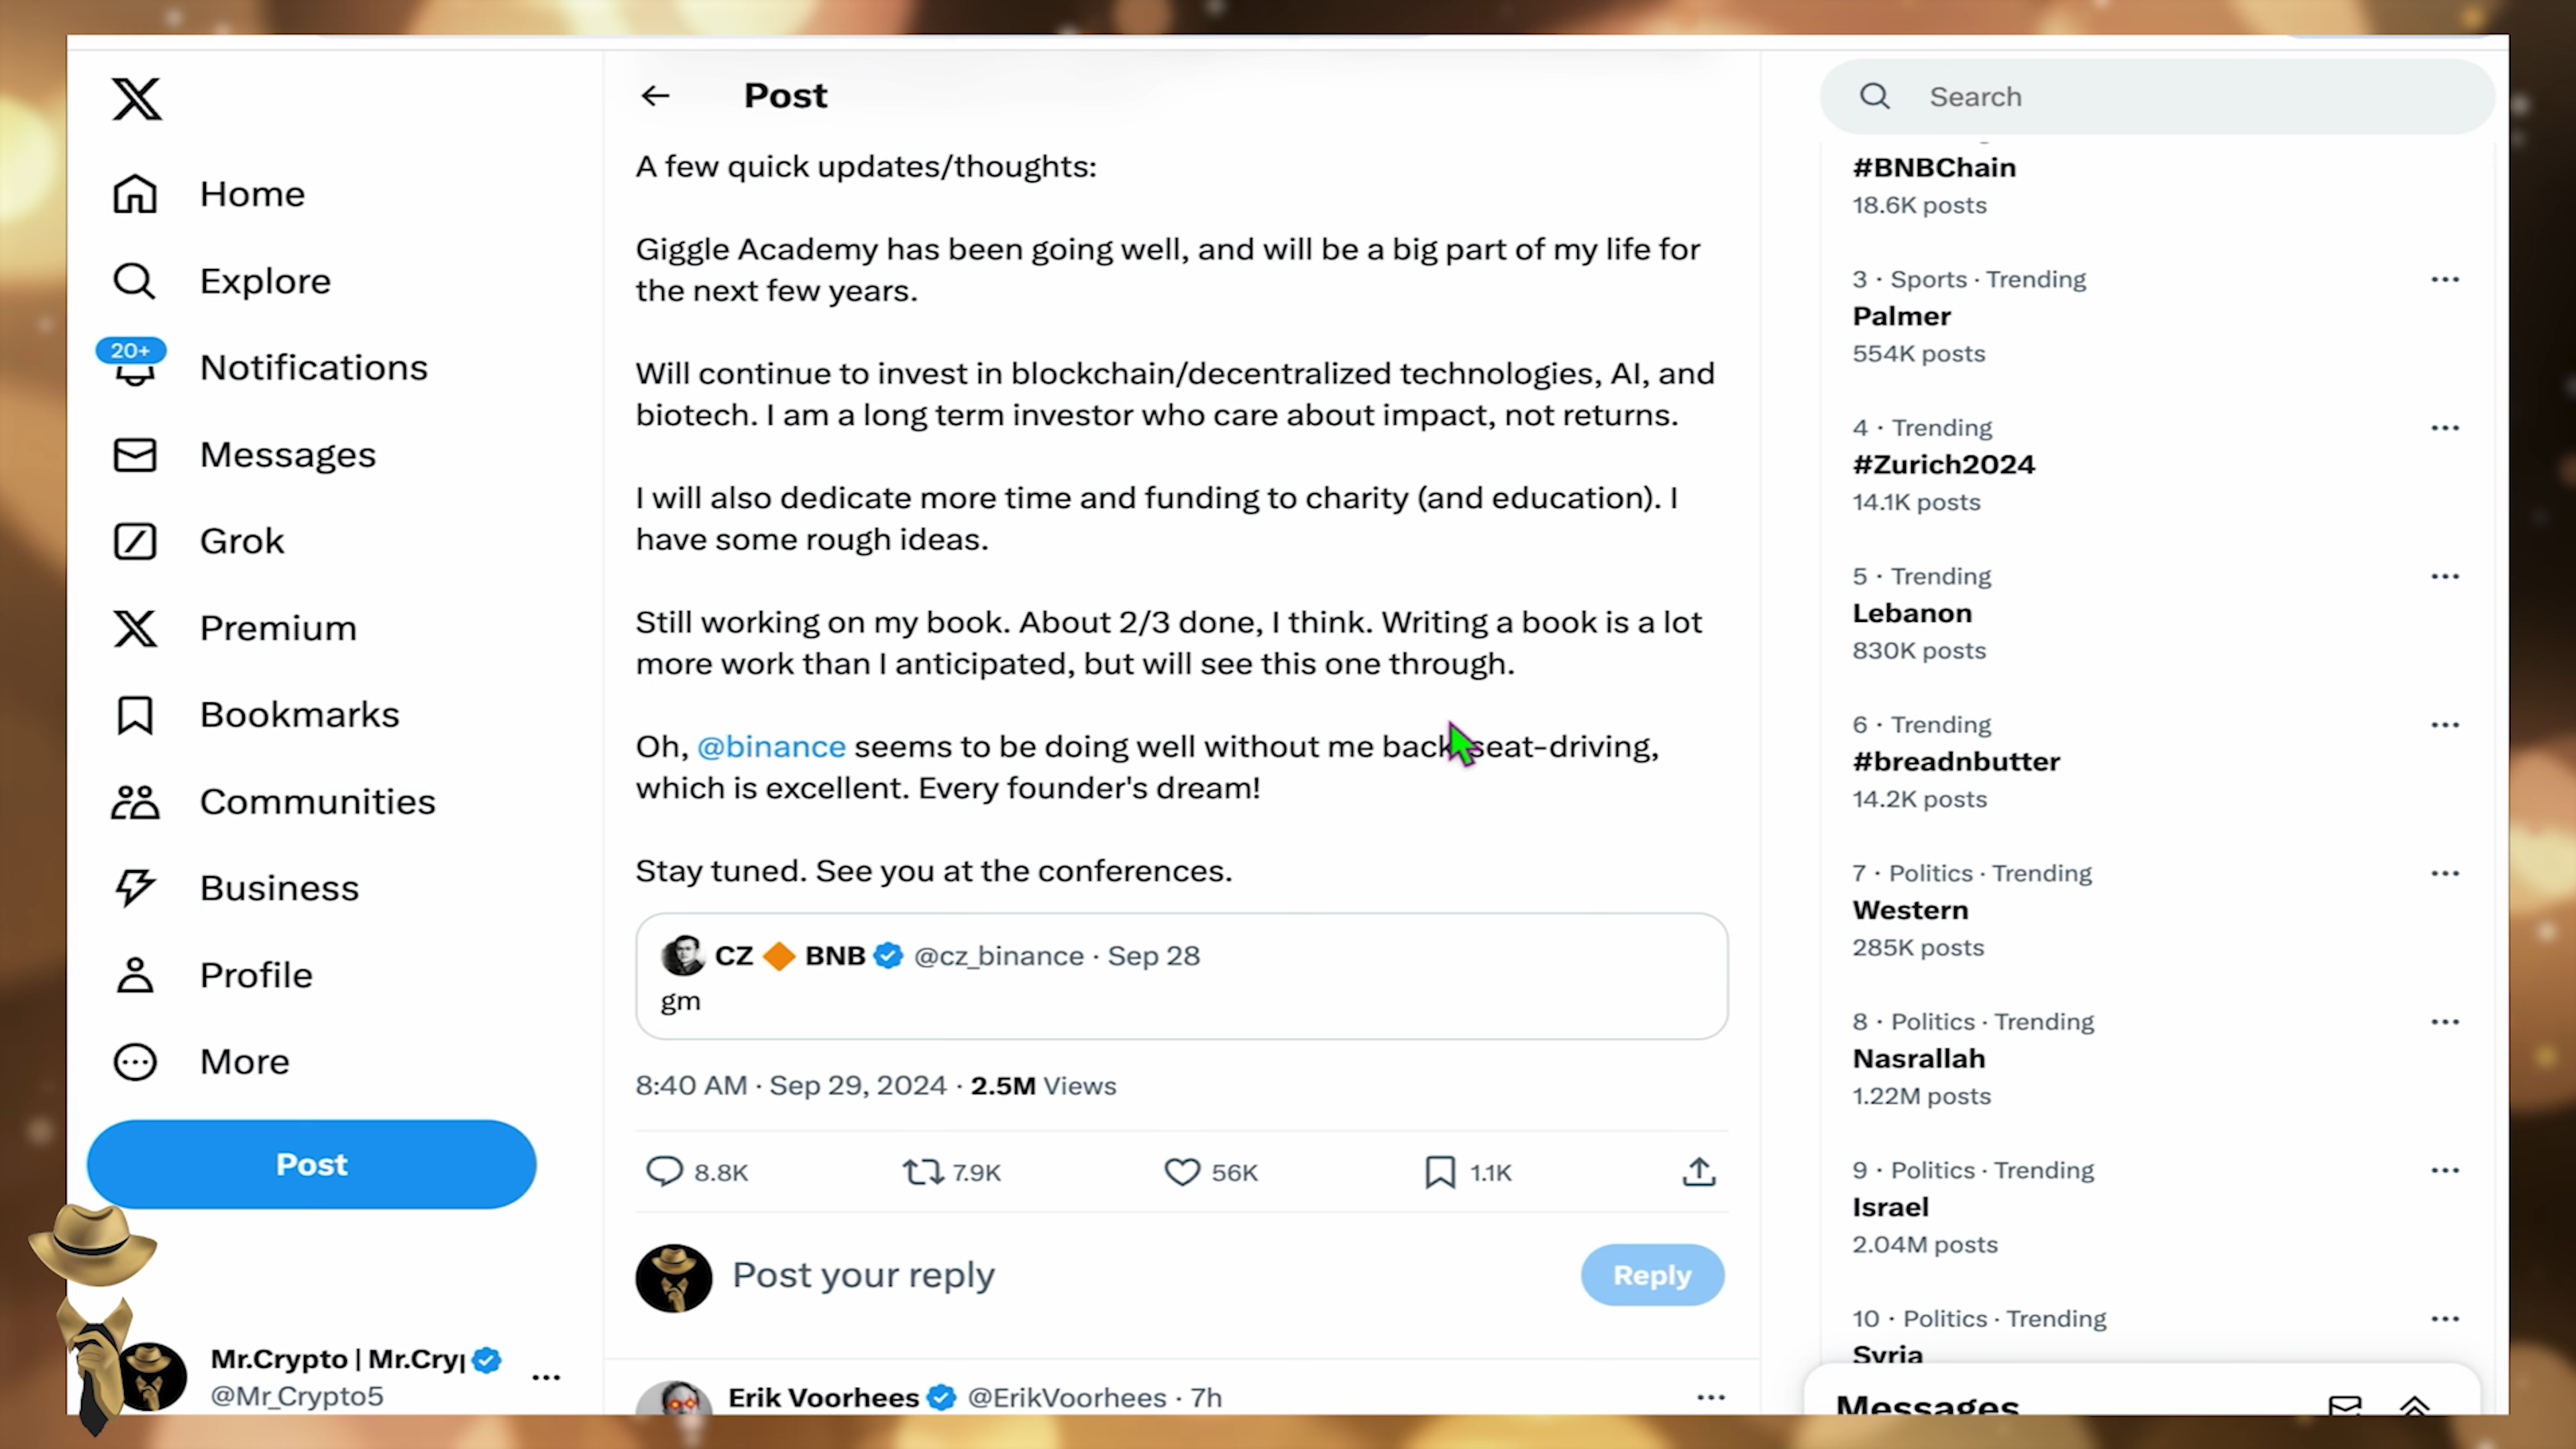 Home
Explore
20+
Notifications
Messages
Grok
Premium
Bookmarks
Communities
Business
Profile
More
Post
Mr.Crypto | Mr.Cry
@Mr_Crypto5
Post
A few quick updates/thoughts:
Giggle Academy has been going well, and will be a big part of my life for
the next few years.
Will continue to invest in blockchain/decentralized technologies, AI, and
biotech. I am a long term investor who care about impact, not returns.
I will also dedicate more time and funding to charity (and education). I
have some rough ideas.
Still working on my book. About 2/3 done, I think. Writing a book is a lot
more work than I anticipated, but will see this one through.
Oh, @binance seems to be doing well without me back-seat-driving,
which is excellent. Every founder's dream!
Stay tuned. See you at the conferences.
CZ 🔶 BNB @cz_binance · Sep 28
gm
8:40 AM · Sep 29, 2024 · 2.5M Views
8.8K 7.9K 56K 1.1K
Post your reply
Reply
Erik Voorhees @ErikVoorhees · 7h
Search
#BNBChain
18.6K posts
3 · Sports · Trending
Palmer
554K posts
4 · Trending
#Zurich2024
14.1K posts
5 · Trending
Lebanon
830K posts
6 · Trending
#breadnbutter
14.2K posts
7 · Politics · Trending
Western
285K posts
8 · Politics · Trending
Nasrallah
1.22M posts
9 · Politics · Trending
Israel
2.04M posts
10 · Politics · Trending
Syria
Messages